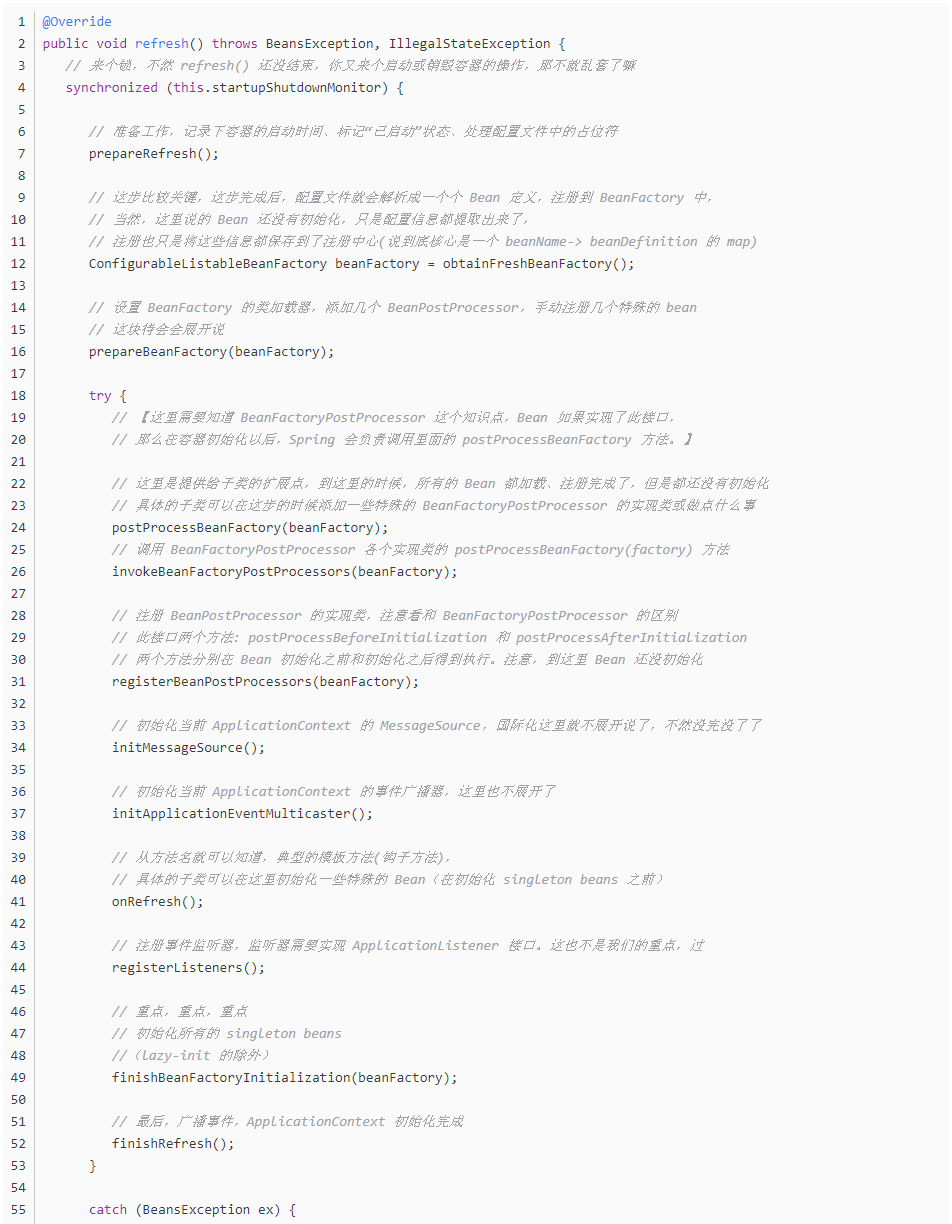 1 @Override
2 public void refresh() throws BeansException, IllegalStateException {
3 // 来个锁，不然 refresh() 还没结束，你又来个启动或销毁容器的操作，那不就乱套了嘛
4 synchronized (this.startupShutdownMonitor) {
5
6 // 准备工作，记录下容器的启动时间、标记“已启动”状态、处理配置文件中的占位符
7 prepareRefresh();
8
9 // 这步比较关键，这步完成后，配置文件就会解析成一个个 Bean 定义，注册到 BeanFactory 中，
10 // 当然，这里说的 Bean 还没有初始化，只是配置信息都提取出来了，
11 // 注册也只是将这些信息都保存到了注册中心(说到底核心是一个 beanName-> beanDefinition 的 map)
12 ConfigurableListableBeanFactory beanFactory = obtainFreshBeanFactory();
13
14 // 设置 BeanFactory 的类加载器，添加几个 BeanPostProcessor，手动注册几个特殊的 bean
15 // 这块待会会展开说
16 prepareBeanFactory(beanFactory);
17
18 try {
19 // 【这里需要知道 BeanFactoryPostProcessor 这个知识点，Bean 如果实现了此接口，
20 // 那么在容器初始化以后，Spring 会负责调用里面的 postProcessBeanFactory 方法。】
21
22 // 这里是提供给子类的扩展点，到这里的时候，所有的 Bean 都加载、注册完成了，但是都还没有初始化
23 // 具体的子类可以在这步的时候添加一些特殊的 BeanFactoryPostProcessor 的实现类或做点什么事
24 postProcessBeanFactory(beanFactory);
25 // 调用 BeanFactoryPostProcessor 各个实现类的 postProcessBeanFactory(factory) 方法
26 invokeBeanFactoryPostProcessors(beanFactory);
27
28 // 注册 BeanPostProcessor 的实现类，注意看和 BeanFactoryPostProcessor 的区别
29 // 此接口两个方法: postProcessBeforeInitialization 和 postProcessAfterInitialization
30 // 两个方法分别在 Bean 初始化之前和初始化之后得到执行。注意，到这里 Bean 还没初始化
31 registerBeanPostProcessors(beanFactory);
32
33 // 初始化当前 ApplicationContext 的 MessageSource，国际化这里就不展开说了，不然没完没了了
34 initMessageSource();
35
36 // 初始化当前 ApplicationContext 的事件广播器，这里也不展开了
37 initApplicationEventMulticaster();
38
39 // 从方法名就可以知道，典型的模板方法(钩子方法)，
40 // 具体的子类可以在这里初始化一些特殊的 Bean（在初始化 singleton beans 之前）
41 onRefresh();
42
43 // 注册事件监听器，监听器需要实现 ApplicationListener 接口。这也不是我们的重点，过
44 registerListeners();
45
46 // 重点，重点，重点
47 // 初始化所有的 singleton beans
48 //（lazy-init 的除外）
49 finishBeanFactoryInitialization(beanFactory);
50
51 // 最后，广播事件，ApplicationContext 初始化完成
52 finishRefresh();
53 }
54
55 catch (BeansException ex) {